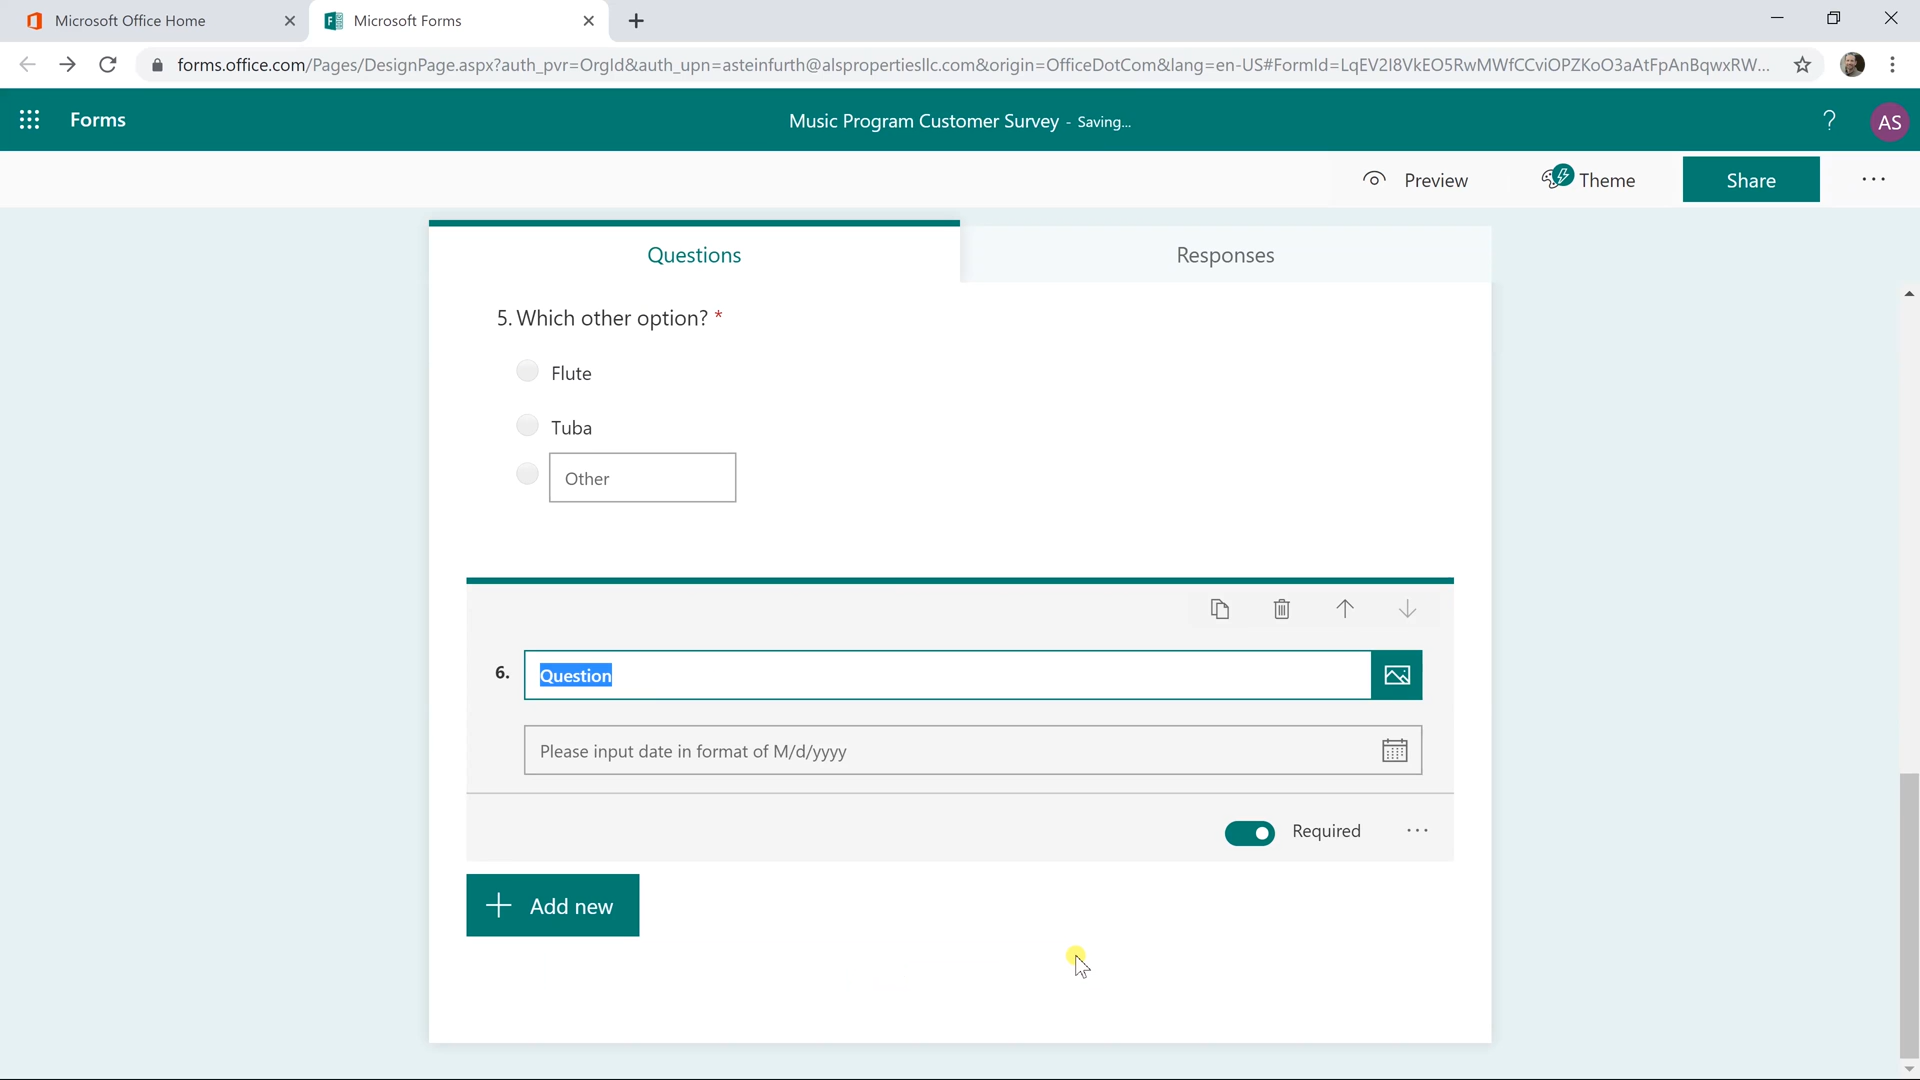 Microsoft Office Home
Microsoft Forms
forms.office.com/Pages/DesignPage.aspx?auth_pvr=OrgId&auth_upn=asteinfurth@alspropertiesllc.com&origin=OfficeDotCom&lang=en-US#FormId=LqEV2I8VkEO5RwMWfCCviOPZKoO3aAtFpAnBqwxRW...
Forms
Music Program Customer Survey - Saving...
?
AS
Preview
Theme
Share
Questions
Responses
5. Which other option? *
Flute
Tuba
Other
6.
Question
Please input date in format of M/d/yyyy
Required
Add new